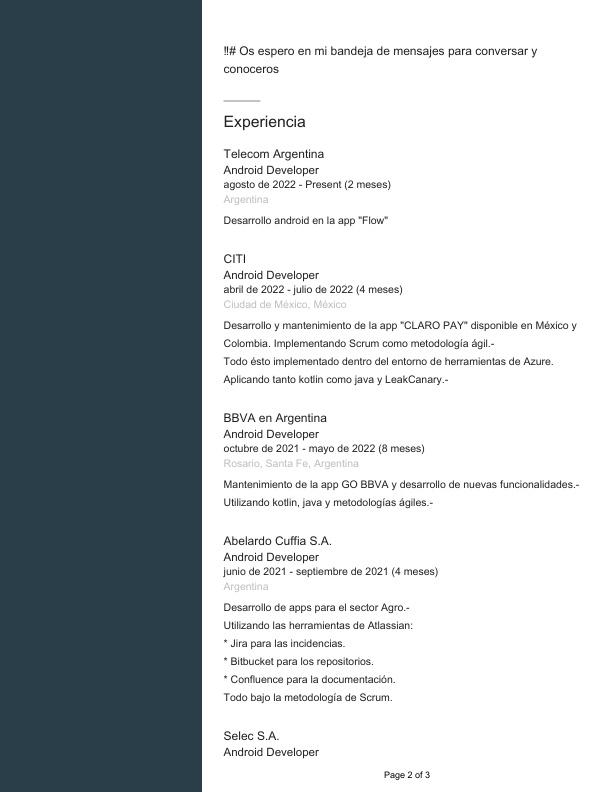 ‼# Os espero en mi bandeja de mensajes para conversar y
conoceros
Experiencia
Telecom Argentina
Android Developer
agosto de 2022 - Present (2 meses)
Argentina
Desarrollo android en la app "Flow"
CITI
Android Developer
abril de 2022 - julio de 2022 (4 meses)
Ciudad de México, México
Desarrollo y mantenimiento de la app "CLARO PAY" disponible en México y
Colombia. Implementando Scrum como metodología ágil.-
Todo ésto implementado dentro del entorno de herramientas de Azure.
Aplicando tanto kotlin como java y LeakCanary.-
BBVA en Argentina
Android Developer
octubre de 2021 - mayo de 2022 (8 meses)
Rosario, Santa Fe, Argentina
Mantenimiento de la app GO BBVA y desarrollo de nuevas funcionalidades.-
Utilizando kotlin, java y metodologías ágiles.-
Abelardo Cuffia S.A.
Android Developer
junio de 2021 - septiembre de 2021 (4 meses)
Argentina
Desarrollo de apps para el sector Agro.-
Utilizando las herramientas de Atlassian:
* Jira para las incidencias.
* Bitbucket para los repositorios.
* Confluence para la documentación.
Todo bajo la metodología de Scrum.
Selec S.A.
Android Developer
Page 2 of 3